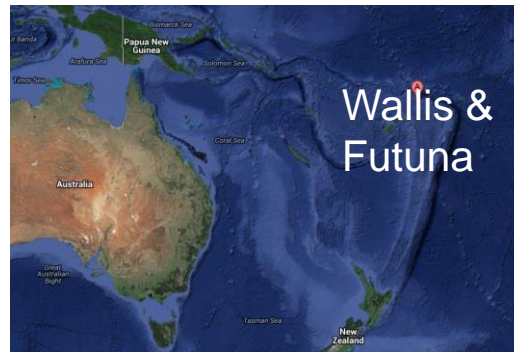 Bismarck Sea
Papua New
Guinea
Arafura Sea
Solomon Sea
Timor Sea
A
Wallis &
Futuna
Coral Sea
Australia
Great
Australian
Bight
Tasman Sea
New
Zealand